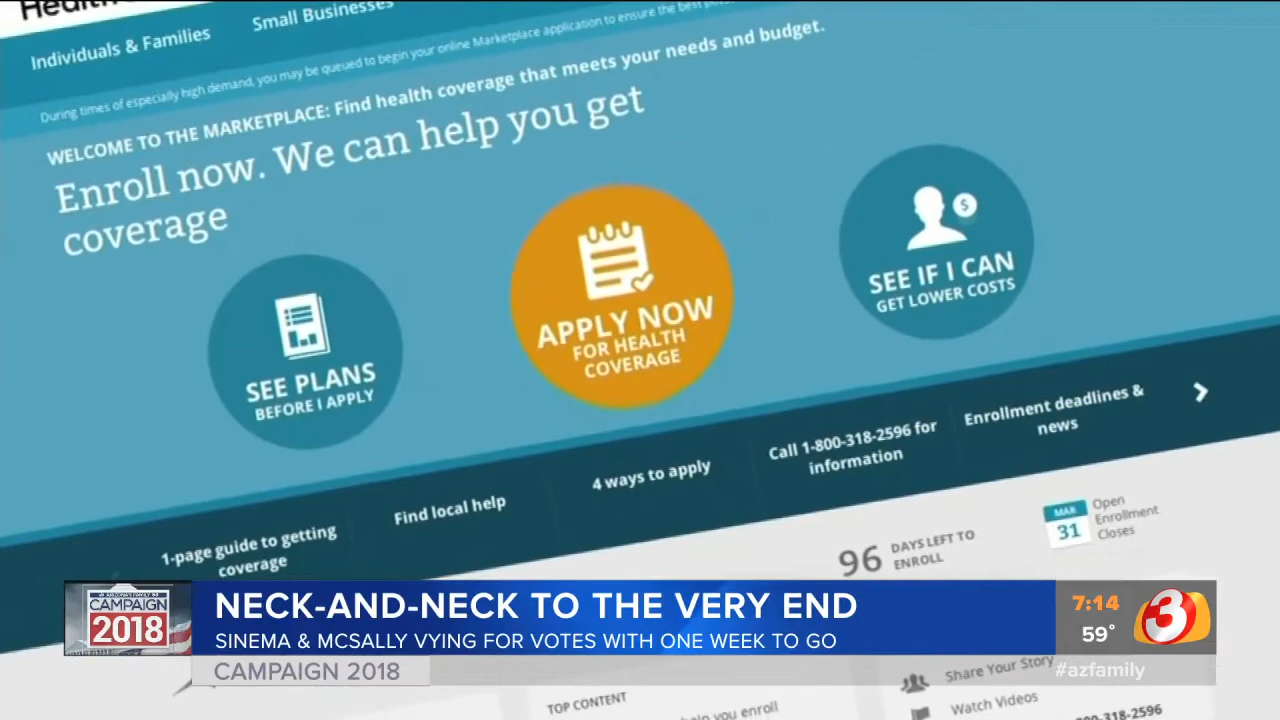 Individuals & Families
Small Businesses
During times of especially high demand, you may be queued to begin your online Marketplace application to ensure the best
WELCOME TO THE MARKETPLACE: Find health coverage that meets your needs and budget.
Enroll now. We can help you get
coverage
SEE PLANS
BEFORE I APPLY
APPLY NOW
FOR HEALTH
COVERAGE
$
SEE IF I CAN
GET LOWER COSTS
1-page guide to getting
coverage
Find local help
4 ways to apply
Call 1-800-318-2596 for
information
Enrollment deadlines &
news
96 DAYS LEFT TO
ENROLL
MAR
31
Open
Enrollment
Closes
CAMPAIGN
2018
NECK-AND-NECK TO THE VERY END
SINEMA & MCSALLY VYING FOR VOTES WITH ONE WEEK TO GO
CAMPAIGN 2018
7:14
59°
3
#azfamily
TOP CONTENT
help you enroll
Share Your Story
Watch Videos